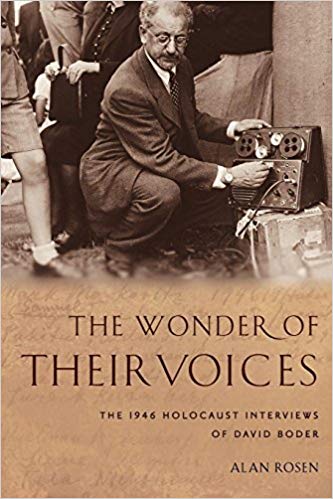 THE WONDER OF
THEIR VOICES
THE 1946 HOLOCAUST INTERVIEWS
OF DAVID BODER
ALAN ROSEN